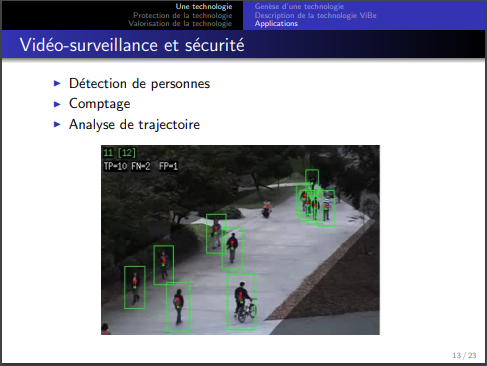 Une technologie
Protection de la technologie
Valorisation de la technologie
Genèse d'une technologie
Description de la technologie ViBe
Applications
Vidéo-surveillance et sécurité
Détection de personnes
Comptage
Analyse de trajectoire
11 [12]
TP=10 FN=2 FP=1
13 / 23